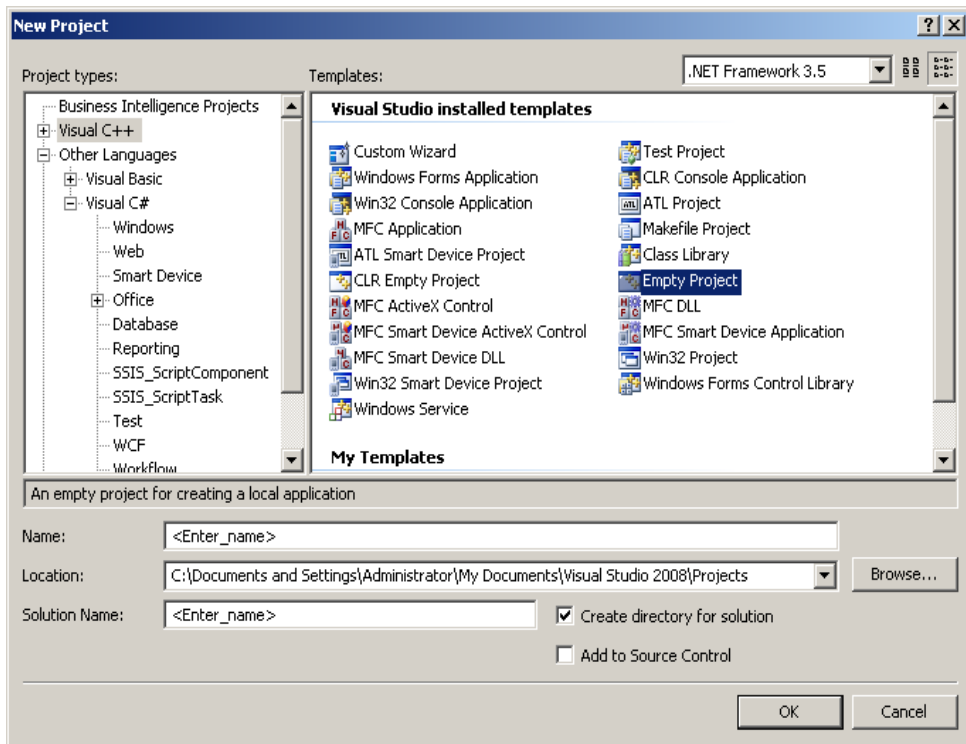 New Project
Project types:
Templates:
.NET Framework 3.5
Business Intelligence Projects
Visual C++
Other Languages
Visual Basic
Visual C#
Windows
Web
Smart Device
Office
Database
Reporting
SSIS_ScriptComponent
SSIS_ScriptTask
Test
WCF
Workflow
Visual Studio installed templates
Custom Wizard
Test Project
Windows Forms Application
CLR Console Application
Win32 Console Application
ATL Project
MFC Application
Makefile Project
ATL Smart Device Project
Class Library
CLR Empty Project
Empty Project
MFC ActiveX Control
MFC DLL
MFC Smart Device ActiveX Control
MFC Smart Device Application
MFC Smart Device DLL
Win32 Project
Win32 Smart Device Project
Windows Forms Control Library
Windows Service
My Templates
An empty project for creating a local application
Name:
<Enter_name>
Location:
C:\Documents and Settings\Administrator\My Documents\Visual Studio 2008\Projects
Browse...
Solution Name:
<Enter_name>
Create directory for solution
Add to Source Control
OK
Cancel